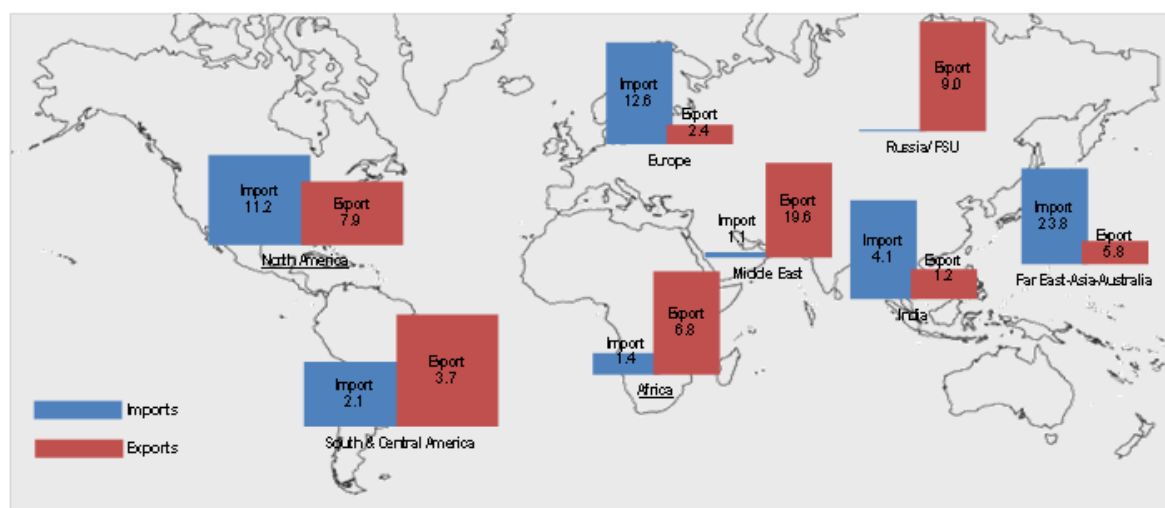 Import
12.6
Export
2.4
Europe
Export
9.0
Russia/FSU
Import
11.2
Export
7.9
North America
Import
1.1
Export
19.6
Middle East
Import
4.1
Export
1.2
India
Import
23.8
Export
5.8
Far East-Asia-Australia
Import
1.4
Export
6.8
Africa
Import
2.1
Export
3.7
South & Central America
Imports
Exports